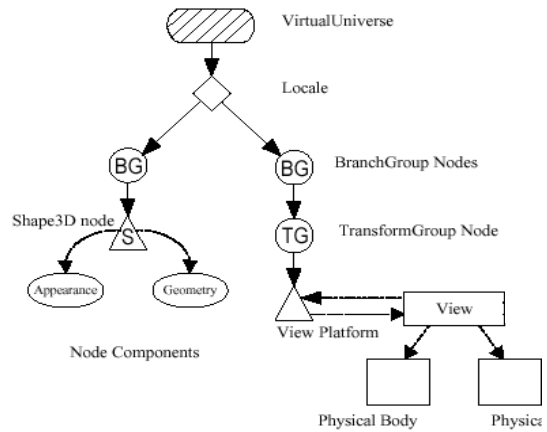 VirtualUniverse
Locale
BG
BG
BranchGroup Nodes
Shape3D node
S
TG
TransformGroup Node
Appearance
Geometry
View
View Platform
Node Components
Physical Body